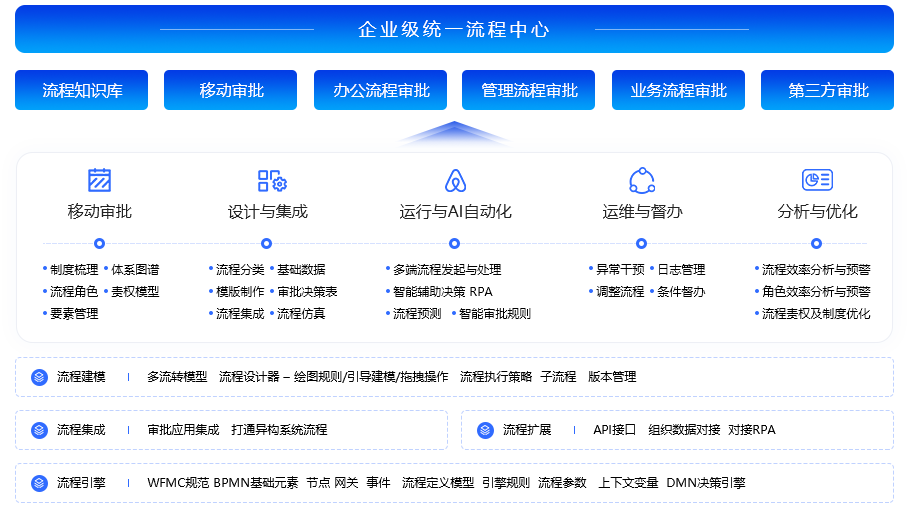 企业级统一流程中心
流程知识库 移动审批 办公流程审批 管理流程审批 业务流程审批 第三方审批
移动审批 设计与集成 运行与AI自动化 运维与督办 分析与优化
制度梳理 体系图谱 流程分类 基础数据 多端流程发起与处理 异常干预 日志管理 流程效率分析与预警
流程角色 责权模型 模版制作 审批决策表 智能辅助决策 RPA 调整流程 条件督办 角色效率分析与预警
要素管理 流程集成 流程仿真 流程预测 智能审批规则 流程责权及制度优化
流程建模 多流转模型 流程设计器 – 绘图规则/引导建模/拖拽操作 流程执行策略 子流程 版本管理
流程集成 审批应用集成 打通异构系统流程 流程扩展 API接口 组织数据对接 对接RPA
流程引擎 WFMC规范 BPMN基础元素 节点 网关 事件 流程定义模型 引擎规则 流程参数 上下文变量 DMN决策引擎